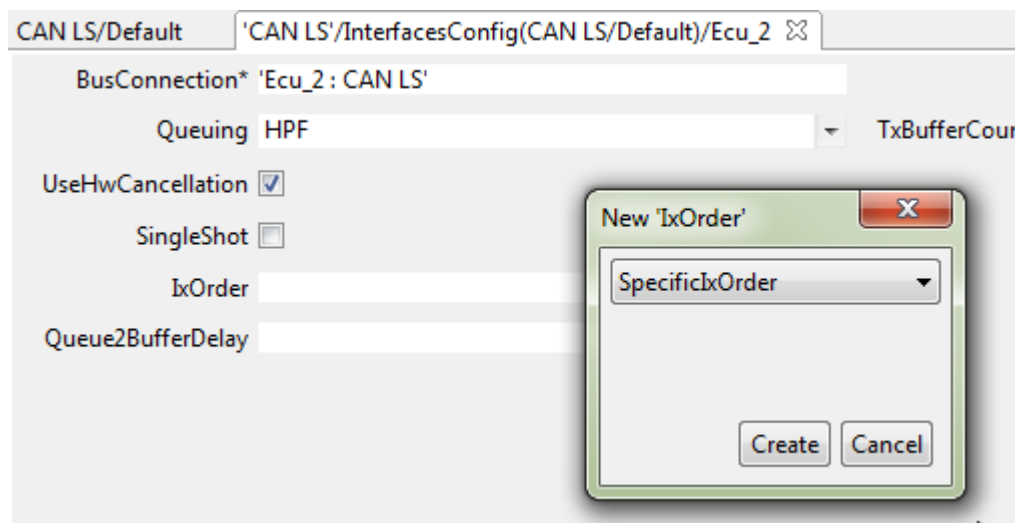 CAN LS/Default
'CAN LS'/InterfacesConfig(CAN LS/Default)/Ecu_2
BusConnection* 'Ecu_2 : CAN LS'
Queuing HPF TxBufferCour
UseHwCancellation
SingleShot
IxOrder
Queue2BufferDelay
New 'IxOrder'
SpecificIxOrder
Create Cancel